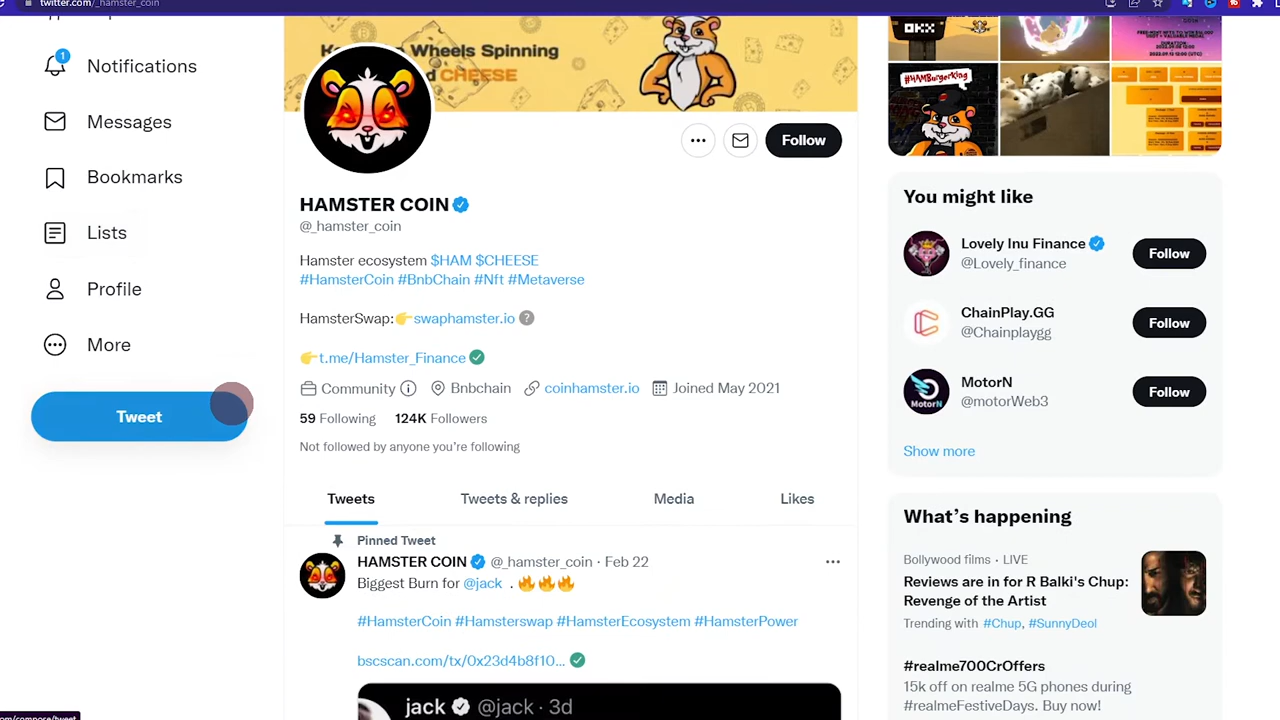 twitter.com/_hamster_coin
1
Notifications
Messages
Bookmarks
Lists
Profile
More
Tweet
Wheels Spinning
CHEESE
Follow
HAMSTER COIN
@_hamster_coin
Hamster ecosystem $HAM $CHEESE
#HamsterCoin #BnbChain #Nft #Metaverse
HamsterSwap:👉swaphamster.io ?
👉t.me/Hamster_Finance
Community Bnbchain coinhamster.io Joined May 2021
59 Following 124K Followers
Not followed by anyone you’re following
Tweets Tweets & replies Media Likes
Pinned Tweet
HAMSTER COIN @_hamster_coin · Feb 22
Biggest Burn for @jack . 🔥🔥🔥
#HamsterCoin #Hamsterswap #HamsterEcosystem #HamsterPower
bscscan.com/tx/0x23d4b8f10...
jack @jack · 3d
OKX
#HAMBurgerKing
You might like
Lovely Inu Finance
@Lovely_finance
Follow
ChainPlay.GG
@Chainplaygg
Follow
MotorN
@motorWeb3
Follow
MotorN
Show more
What’s happening
Bollywood films · LIVE
Reviews are in for R Balki's Chup:
Revenge of the Artist
Trending with #Chup, #SunnyDeol
#realme700CrOffers
15k off on realme 5G phones during
#realmeFestiveDays. Buy now!